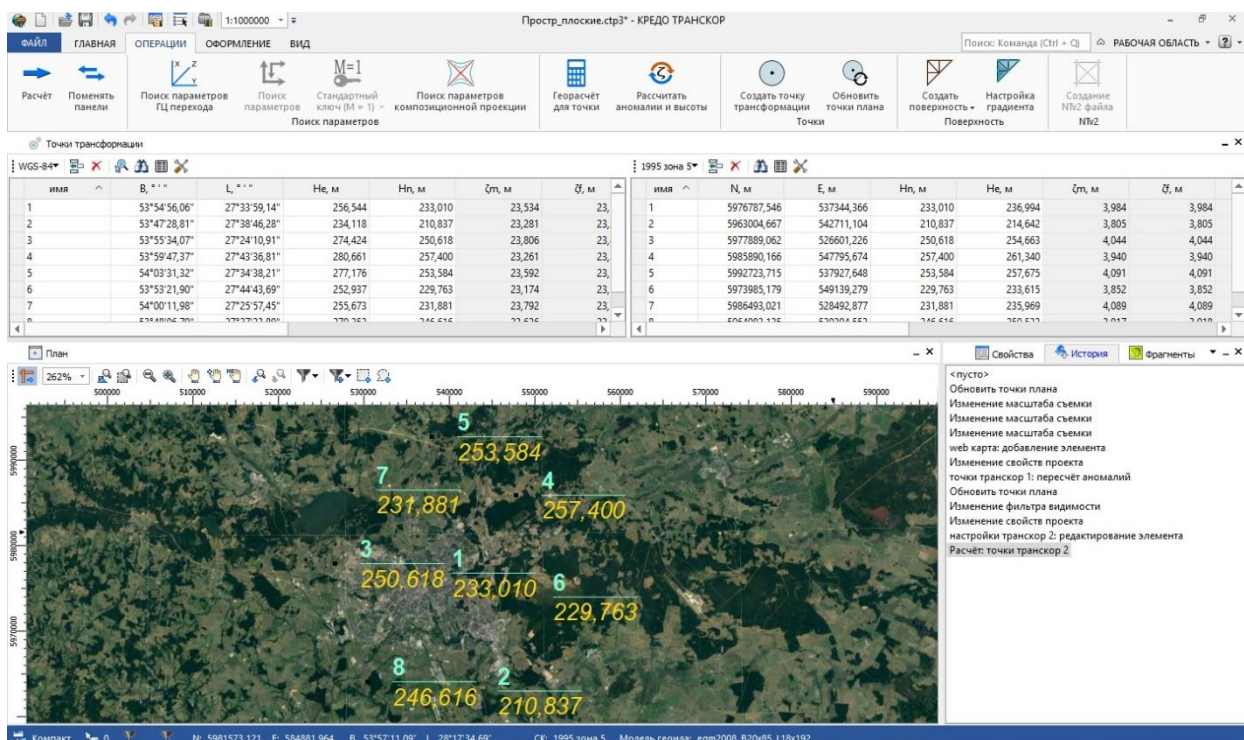 1:1000000
Простр_плоские.ctp3* - КРЕДО ТРАНСКОР
ФАЙЛ ГЛАВНАЯ ОПЕРАЦИИ ОФОРМЛЕНИЕ ВИД
Поиск: Команда (Ctrl + Q) РАБОЧАЯ ОБЛАСТЬ ?
Расчёт
Поменять панели
Поиск параметров ГЦ перехода
Поиск параметров
M=1
Стандартный ключ (М = 1)
Поиск параметров композиционной проекции
Георасчёт для точки
Рассчитать аномалии и высоты
Создать точку трансформации
Обновить точки плана
Создать поверхность
Настройка градиента
Создание NTv2 файла
Поиск параметров Точки Поверхность NTv2
Точки трансформации
WGS-84
имя B, ° ' " L, ° ' " He, м Hn, м ζm, м ζf, м
1 53°54'56,06" 27°33'59,14" 256,544 233,010 23,534 23,
2 53°47'28,81" 27°38'46,28" 234,118 210,837 23,281 23,
3 53°55'34,07" 27°24'10,91" 274,424 250,618 23,806 23,
4 53°59'47,37" 27°43'36,81" 280,661 257,400 23,261 23,
5 54°03'31,32" 27°34'38,21" 277,176 253,584 23,592 23,
6 53°53'21,90" 27°44'43,69" 252,937 229,763 23,174 23,
7 54°00'11,98" 27°25'57,45" 255,673 231,881 23,792 23,
1995 зона 5
имя N, м E, м Hn, м He, м ζm, м ζf, м
1 5976787,546 537344,366 233,010 236,994 3,984 3,984
2 5963004,667 542711,104 210,837 214,642 3,805 3,805
3 5977889,062 526601,226 250,618 254,663 4,044 4,044
4 5985890,166 547795,674 257,400 261,340 3,940 3,940
5 5992723,715 537927,648 253,584 257,675 4,091 4,091
6 5973985,179 549139,279 229,763 233,615 3,852 3,852
7 5986493,021 528492,877 231,881 235,969 4,089 4,089
План
262%
500000 510000 520000 530000 540000 550000 560000 570000 580000 590000
5990000
5980000
5970000
5
253,584
7
231,881
4
257,400
3
250,618
1
233,010
6
229,763
8
246,616
2
210,837
Свойства История Фрагменты
<пусто>
Обновить точки плана
Изменение масштаба съемки
Изменение масштаба съемки
Изменение масштаба съемки
web карта: добавление элемента
Изменение свойств проекта
точки транскор 1: пересчёт аномалий
Обновить точки плана
Изменение фильтра видимости
Изменение свойств проекта
настройки транскор 2: редактирование элемента
Расчёт: точки транскор 2
Компакт 0 N: 5981573,121 E: 584881,964 B 53°57'11,09" L 28°17'34,69" СК: 1995 зона 5 Модель геоида: egm2008_B20x85_L18x192